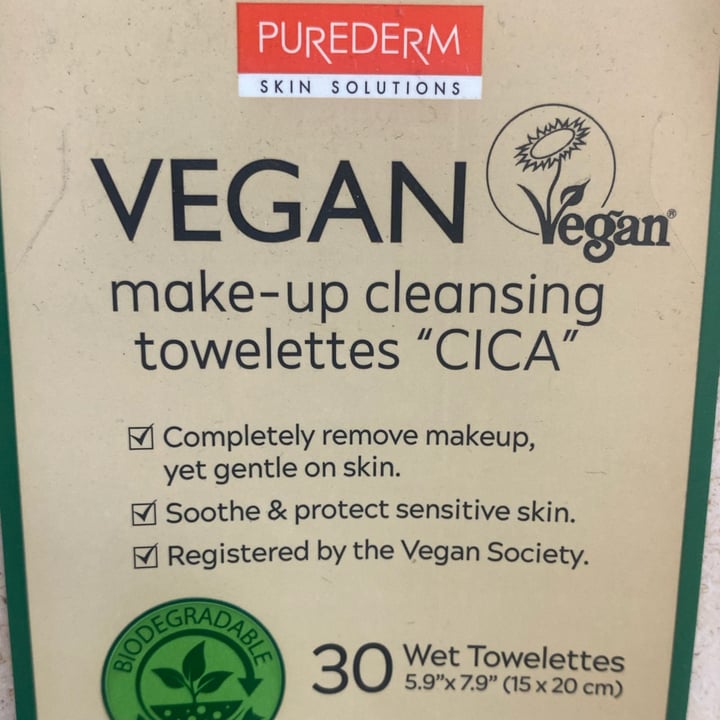 PUREDERM
SKIN SOLUTIONS
VEGAN
Vegan®
make-up cleansing
towelettes “CICA”
☑ Completely remove makeup,
yet gentle on skin.
☑ Soothe & protect sensitive skin.
☑ Registered by the Vegan Society.
BIODEGRADABLE
30 Wet Towelettes
5.9”x 7.9” (15 x 20 cm)